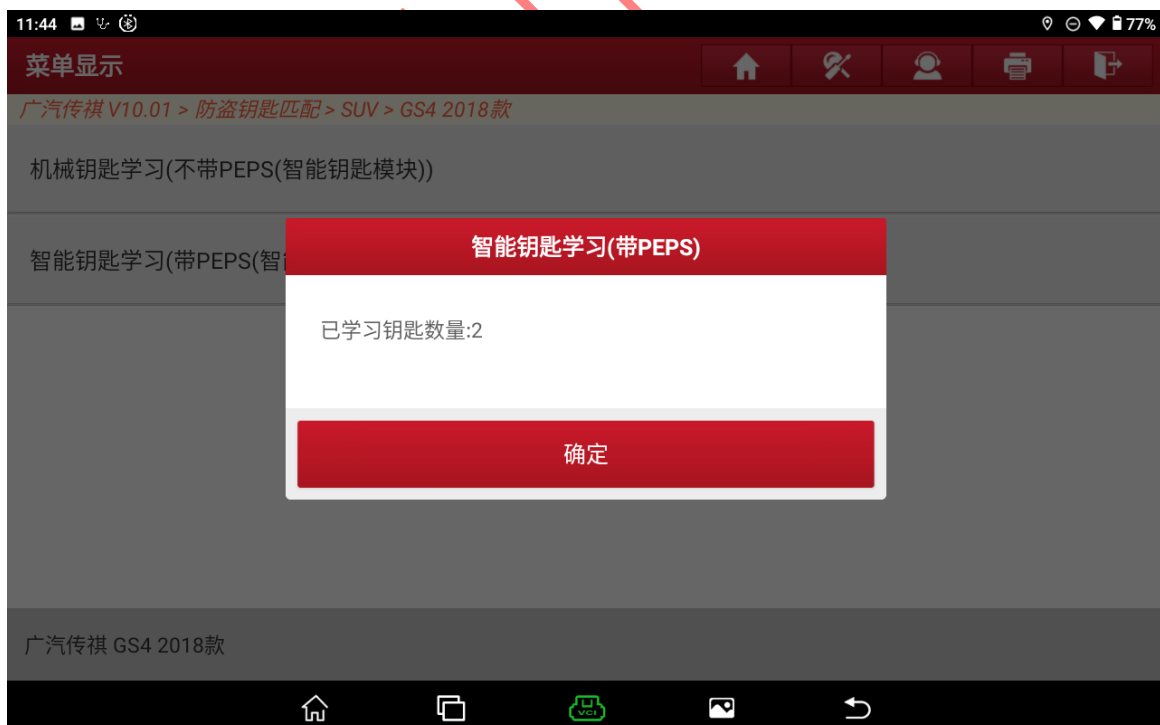 11:44
77%
菜单显示
广汽传祺 V10.01 > 防盗钥匙匹配 > SUV > GS4 2018款
机械钥匙学习(不带PEPS(智能钥匙模块))
智能钥匙学习(带PEPS(智
智能钥匙学习(带PEPS)
已学习钥匙数量:2
确定
广汽传祺 GS4 2018款
VCI